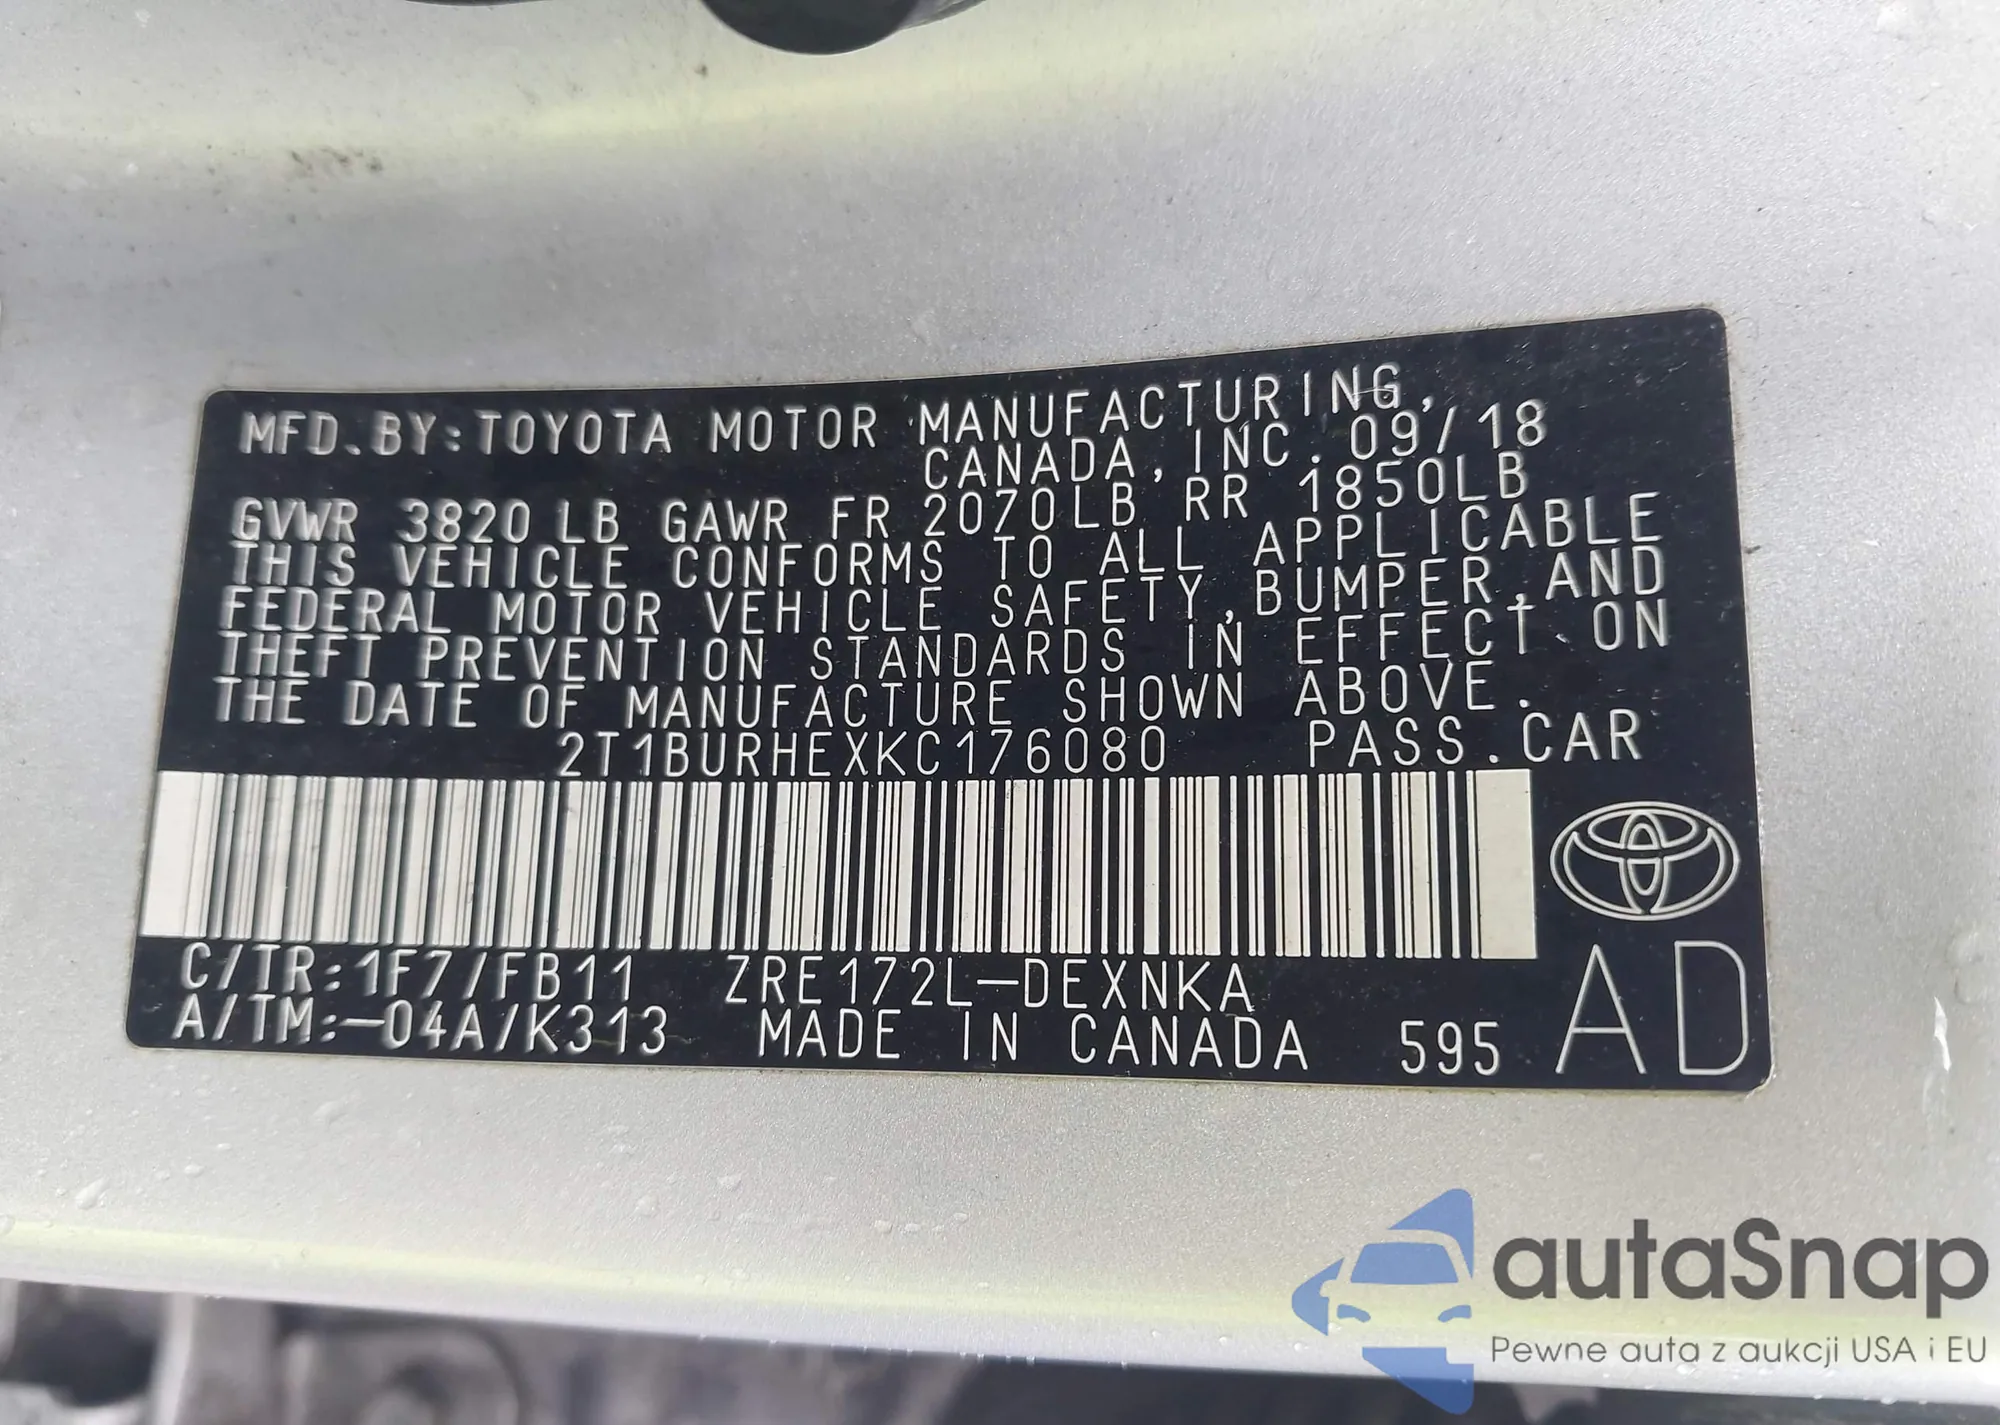 MFD.BY:TOYOTA MOTOR MANUFACTURING,
CANADA,INC. 09/18
GVWR 3820 LB GAWR FR 2070LB RR 1850LB
THIS VEHICLE CONFORMS TO ALL APPLICABLE
FEDERAL MOTOR VEHICLE SAFETY,BUMPER,AND
THEFT PREVENTION STANDARDS IN EFFECT ON
THE DATE OF MANUFACTURE SHOWN ABOVE.
2T1BURHEXKC176080 PASS.CAR
C/TR:1F7/FB11 ZRE172L-DEXNKA
A/TM:-04A/K313 MADE IN CANADA 595 AD
autaSnap
Pewne auta z aukcji USA i EU